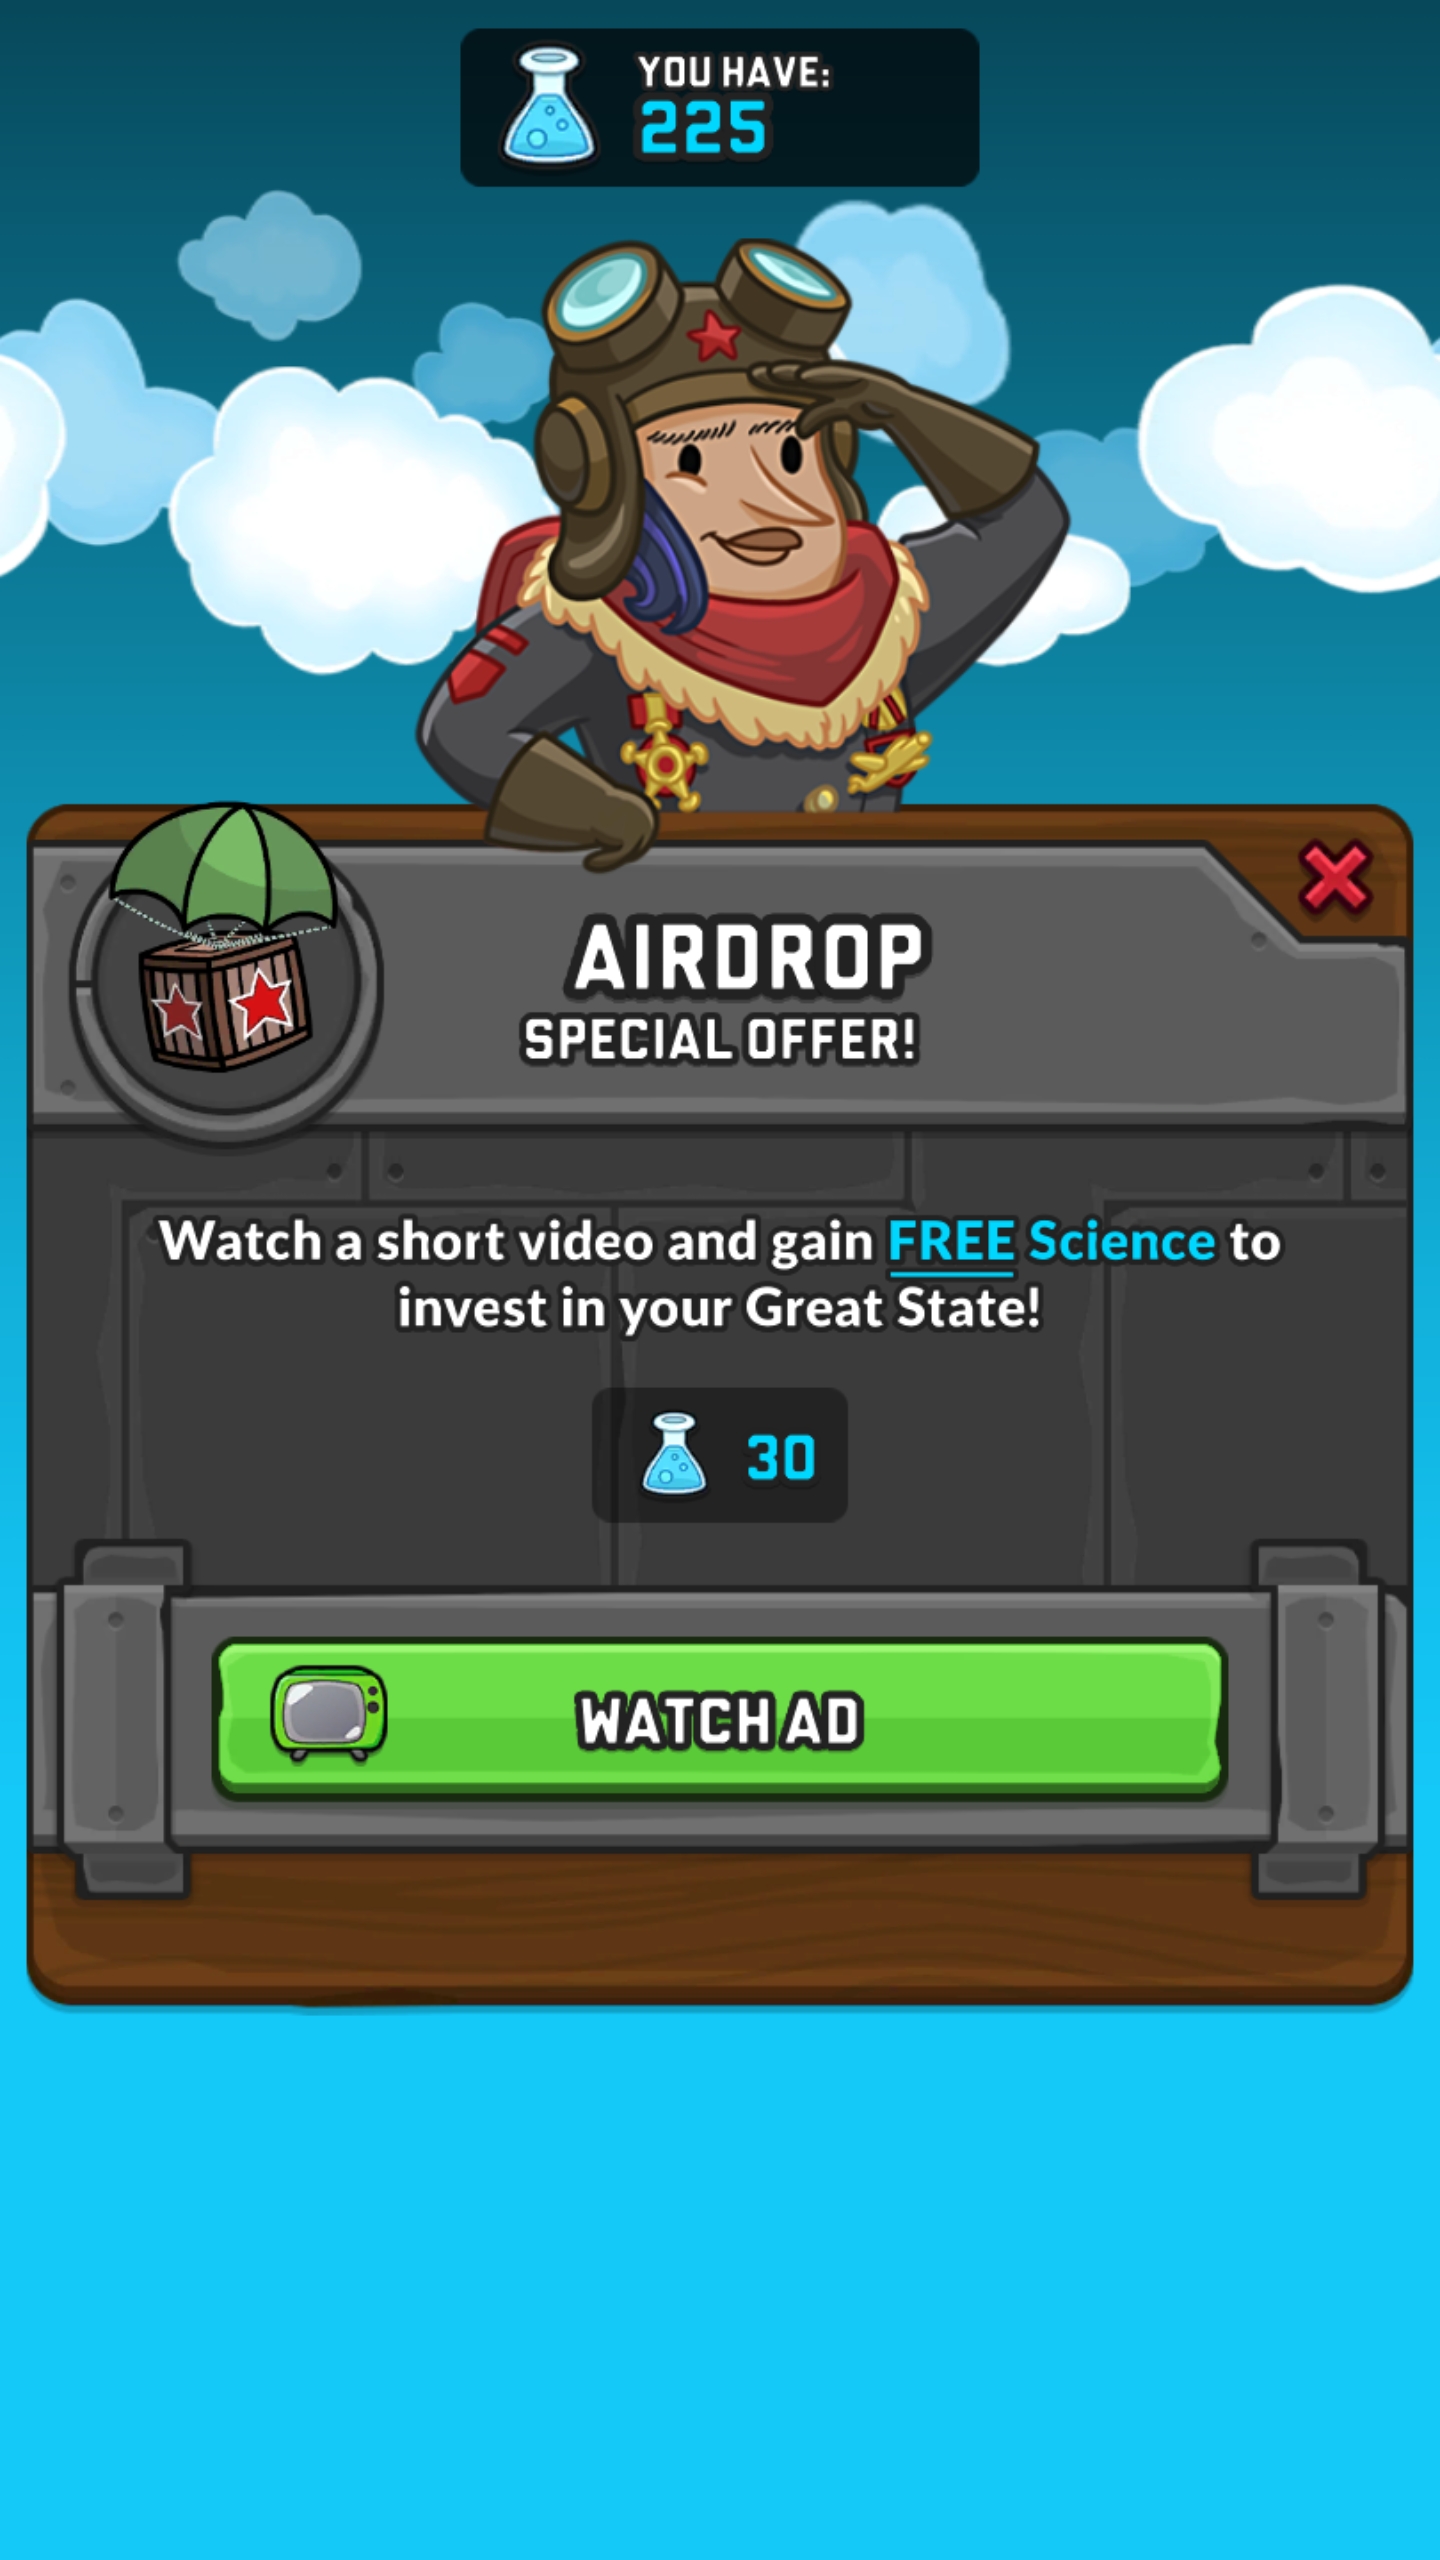 YOU HAVE:
225
AIRDROP
SPECIAL OFFER!
Watch a short video and gain FREE Science to
invest in your Great State!
30
WATCH AD